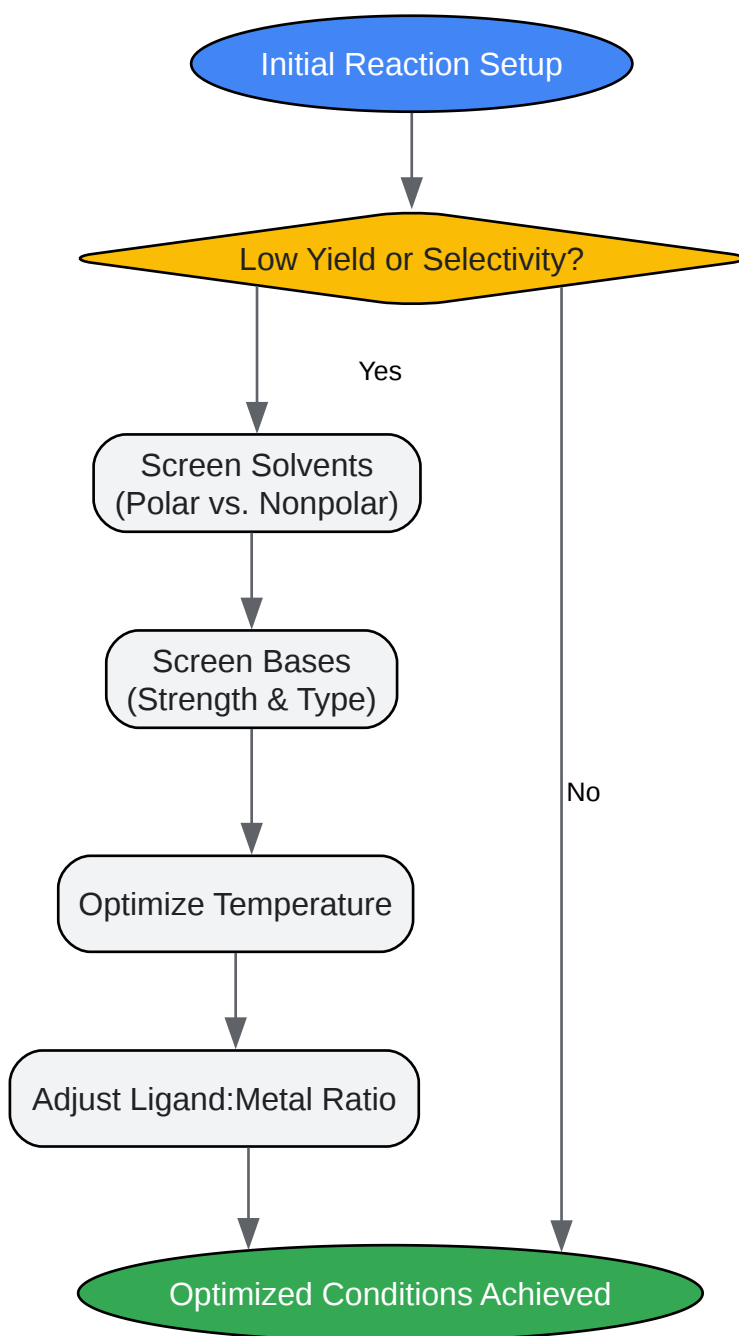 Initial Reaction Setup
Low Yield or Selectivity?
Yes
Screen Solvents
(Polar vs. Nonpolar)
Screen Bases
(Strength & Type)
No
Optimize Temperature
Adjust Ligand:Metal Ratio
Optimized Conditions Achieved